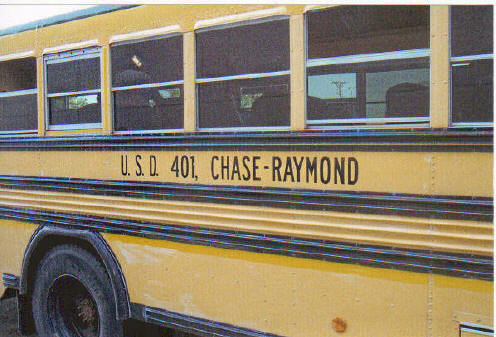 U.S.D. 401, CHASE-RAYMOND